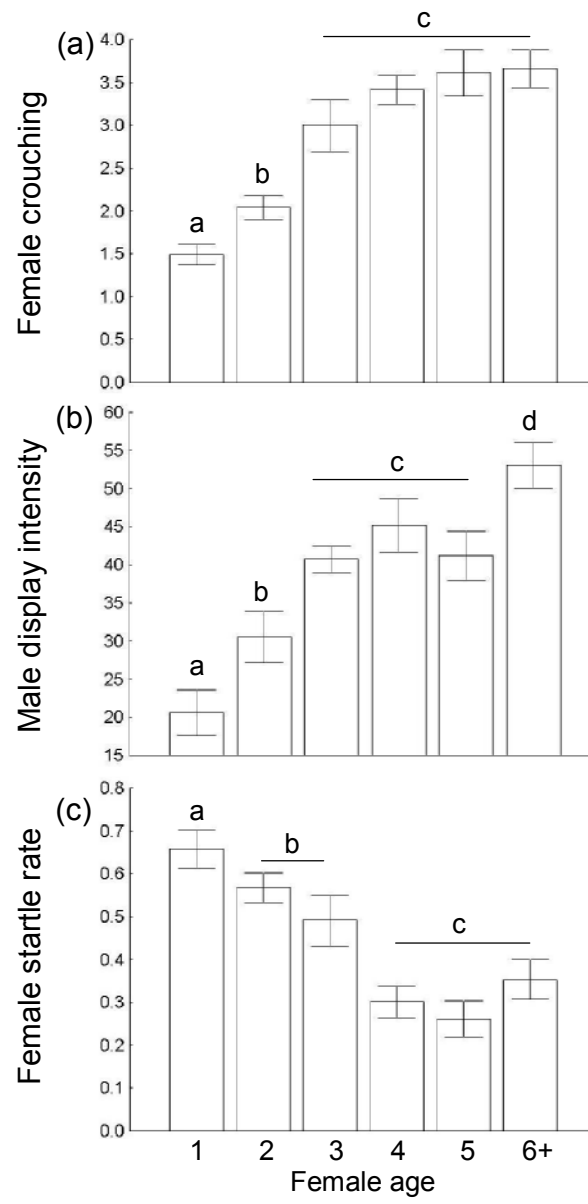 (a)
Female crouching
4.0
3.5
3.0
2.5
2.0
1.5
1.0
0.5
0.0
a
b
c
(b)
Male display intensity
60
55
50
45
40
35
30
25
20
15
a
b
c
d
(c)
Female startle rate
0.8
0.7
0.6
0.5
0.4
0.3
0.2
0.1
0.0
a
b
c
1 2 3 4 5 6+
Female age